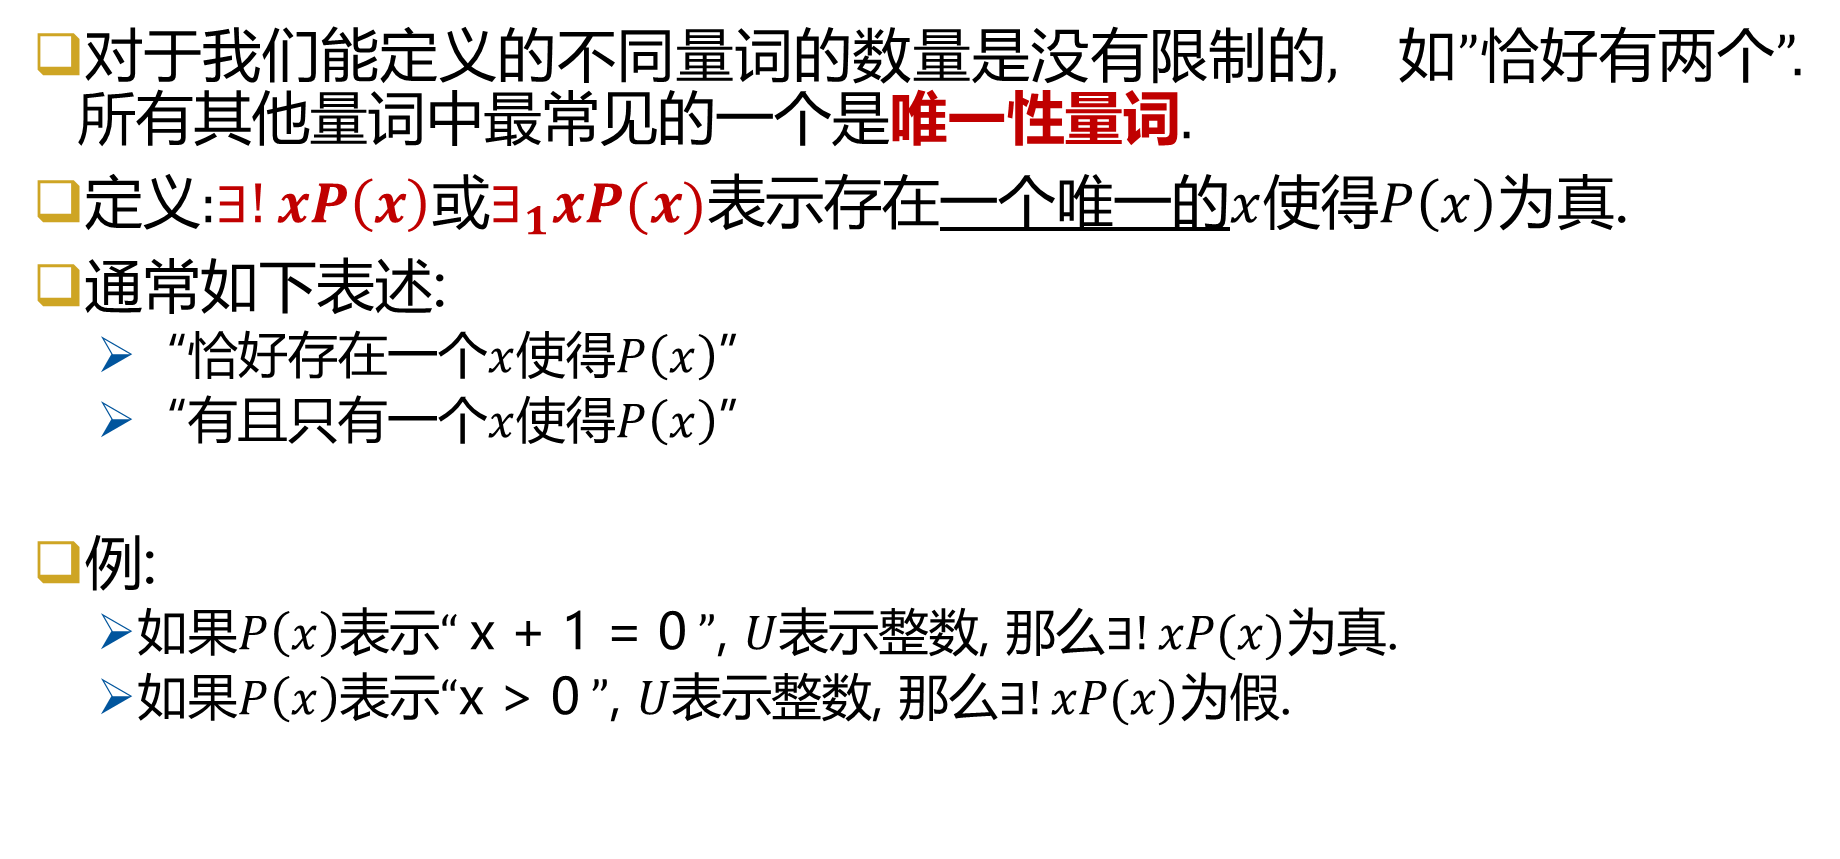 对于我们能定义的不同量词的数量是没有限制的, 如”恰好有两个”.
所有其他量词中最常见的一个是唯一性量词.
定义:∃! xP(x)或∃₁xP(x)表示存在一个唯一的x使得P(x)为真.
通常如下表述:
“恰好存在一个x使得P(x)”
“有且只有一个x使得P(x)”
例:
如果P(x)表示“ x + 1 = 0 ”, U表示整数, 那么∃! xP(x)为真.
如果P(x)表示“x > 0 ”, U表示整数, 那么∃! xP(x)为假.